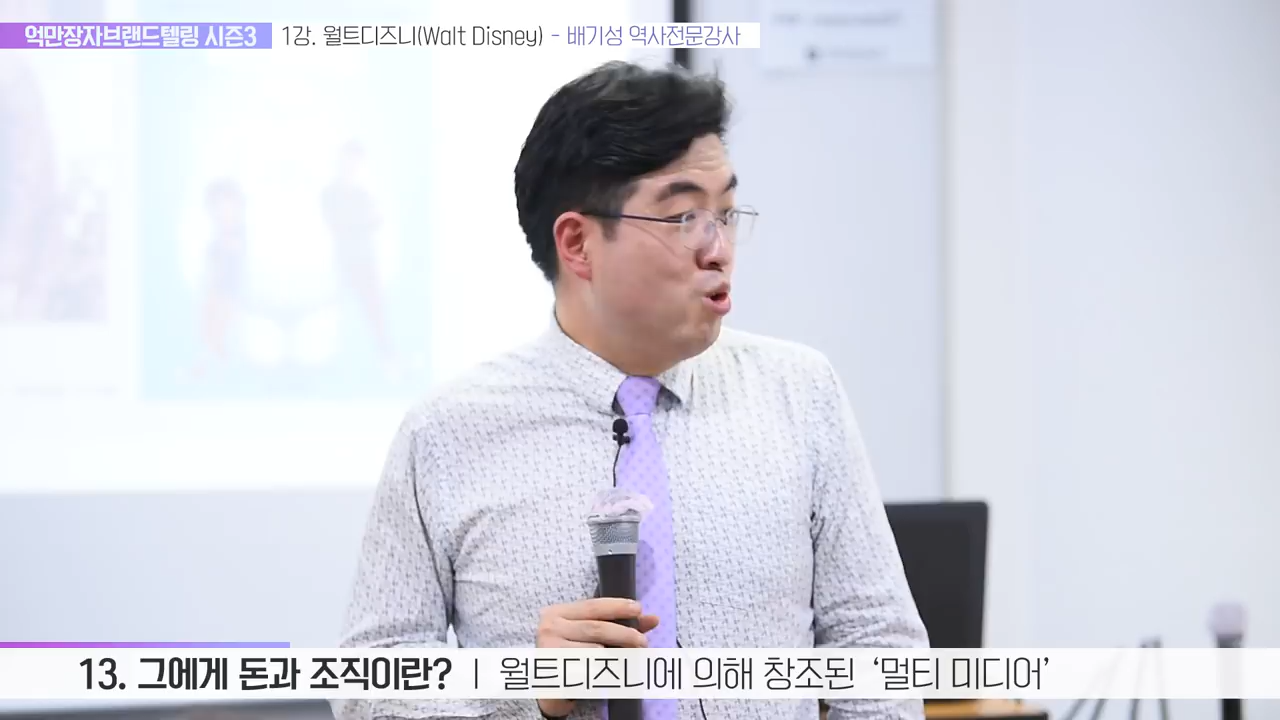 억만장자브랜드텔링 시즌3 1강. 월트디즈니(Walt Disney) - 배기성 역사전문강사
13. 그에게 돈과 조직이란? | 월트디즈니에 의해 창조된 ‘멀티 미디어’